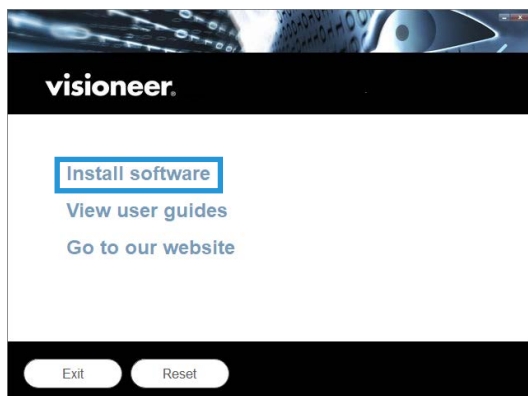 visioneer.
Install software
View user guides
Go to our website
Exit
Reset